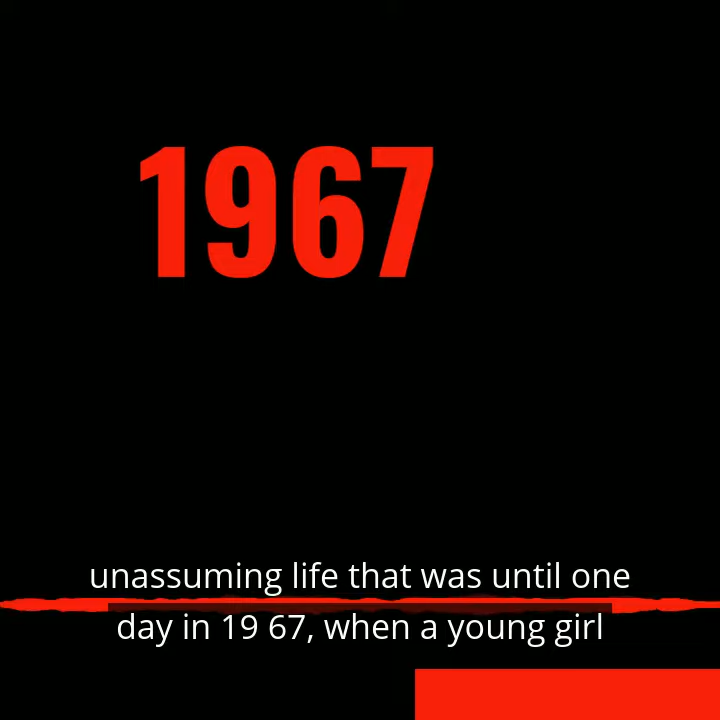 1967
unassuming life that was until one
day in 19 67, when a young girl